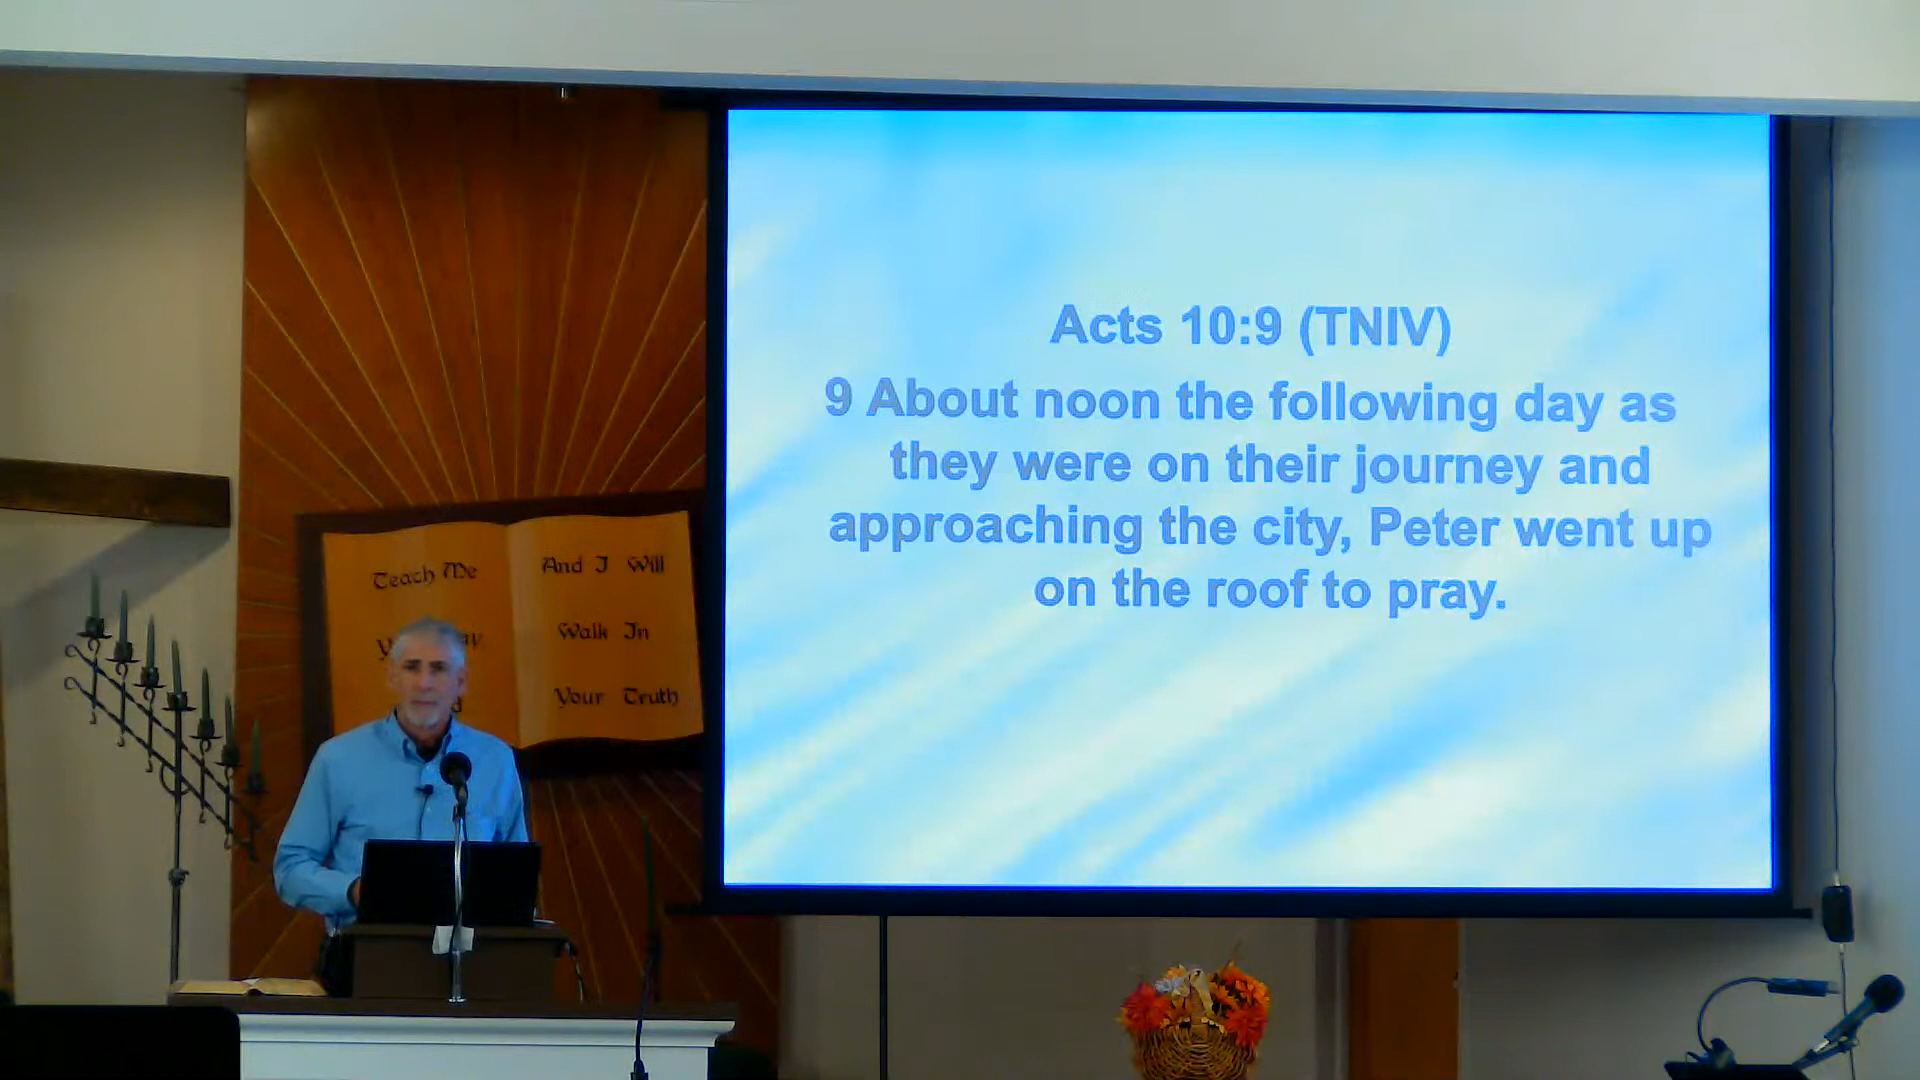 Acts 10:9 (TNIV)
9 About noon the following day as
they were on their journey and
approaching the city, Peter went up
on the roof to pray.
Teach Me
And I Will
Walk In
Your Truth